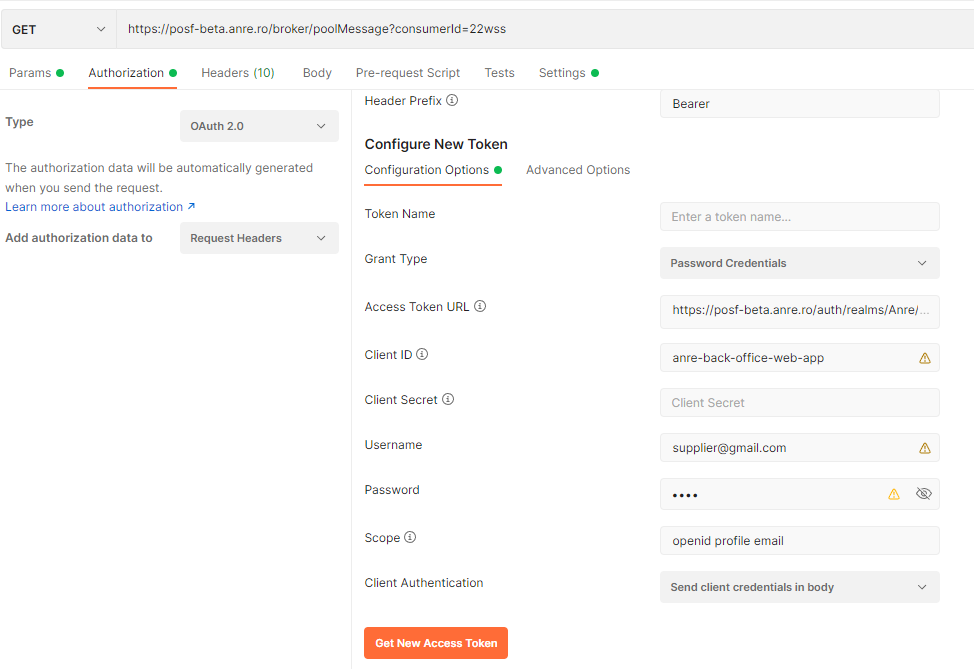 GET
https://posf-beta.anre.ro/broker/poolMessage?consumerId=22wss
Params
Authorization
Headers (10)
Body
Pre-request Script
Tests
Settings
Type
OAuth 2.0
The authorization data will be automatically generated
when you send the request.
Learn more about authorization ↗
Add authorization data to
Request Headers
Header Prefix
Bearer
Configure New Token
Configuration Options
Advanced Options
Token Name
Enter a token name...
Grant Type
Password Credentials
Access Token URL
https://posf-beta.anre.ro/auth/realms/Anre/...
Client ID
anre-back-office-web-app
Client Secret
Client Secret
Username
supplier@gmail.com
Password
••••
Scope
openid profile email
Client Authentication
Send client credentials in body
Get New Access Token